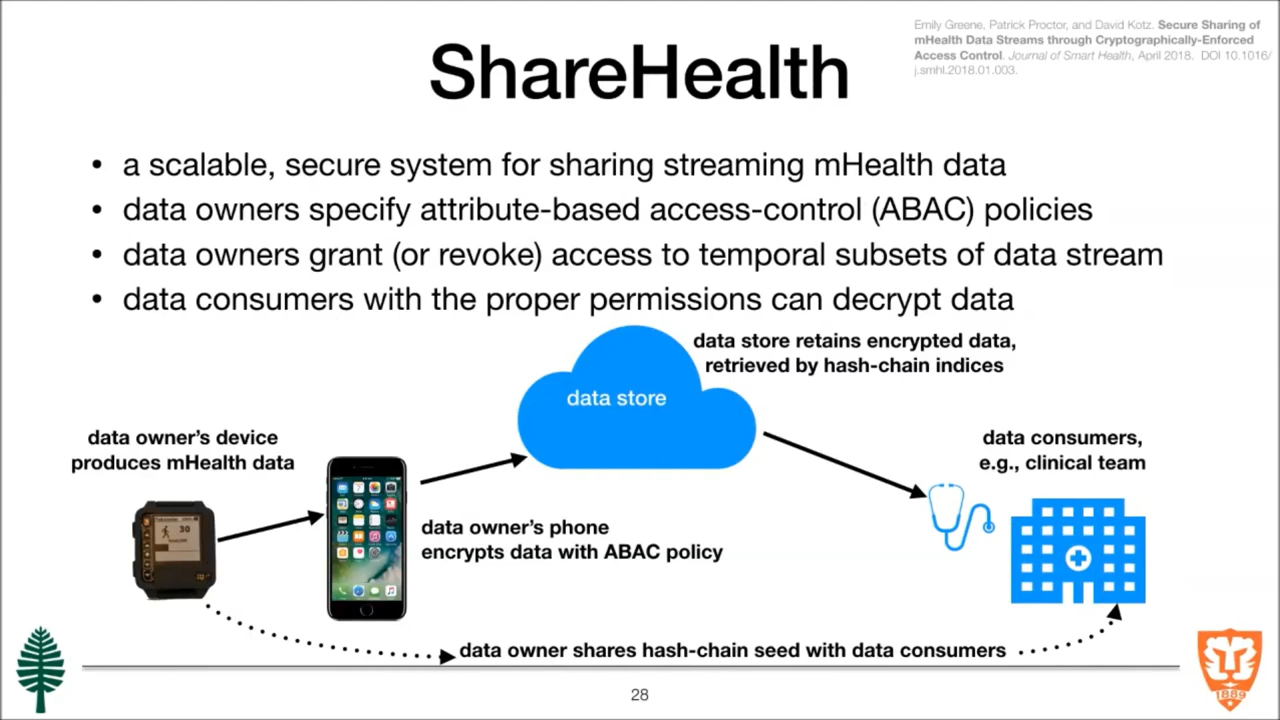 Emily Greene, Patrick Proctor, and David Kotz. Secure Sharing of
mHealth Data Streams through Cryptographically-Enforced
Access Control. Journal of Smart Health, April 2018. DOI 10.1016/
j.smhl.2018.01.003.
ShareHealth
• a scalable, secure system for sharing streaming mHealth data
• data owners specify attribute-based access-control (ABAC) policies
• data owners grant (or revoke) access to temporal subsets of data stream
• data consumers with the proper permissions can decrypt data
data store retains encrypted data,
retrieved by hash-chain indices
data store
data owner's device
produces mHealth data
data consumers,
e.g., clinical team
30
data owner's phone
encrypts data with ABAC policy
data owner shares hash-chain seed with data consumers
28
1889